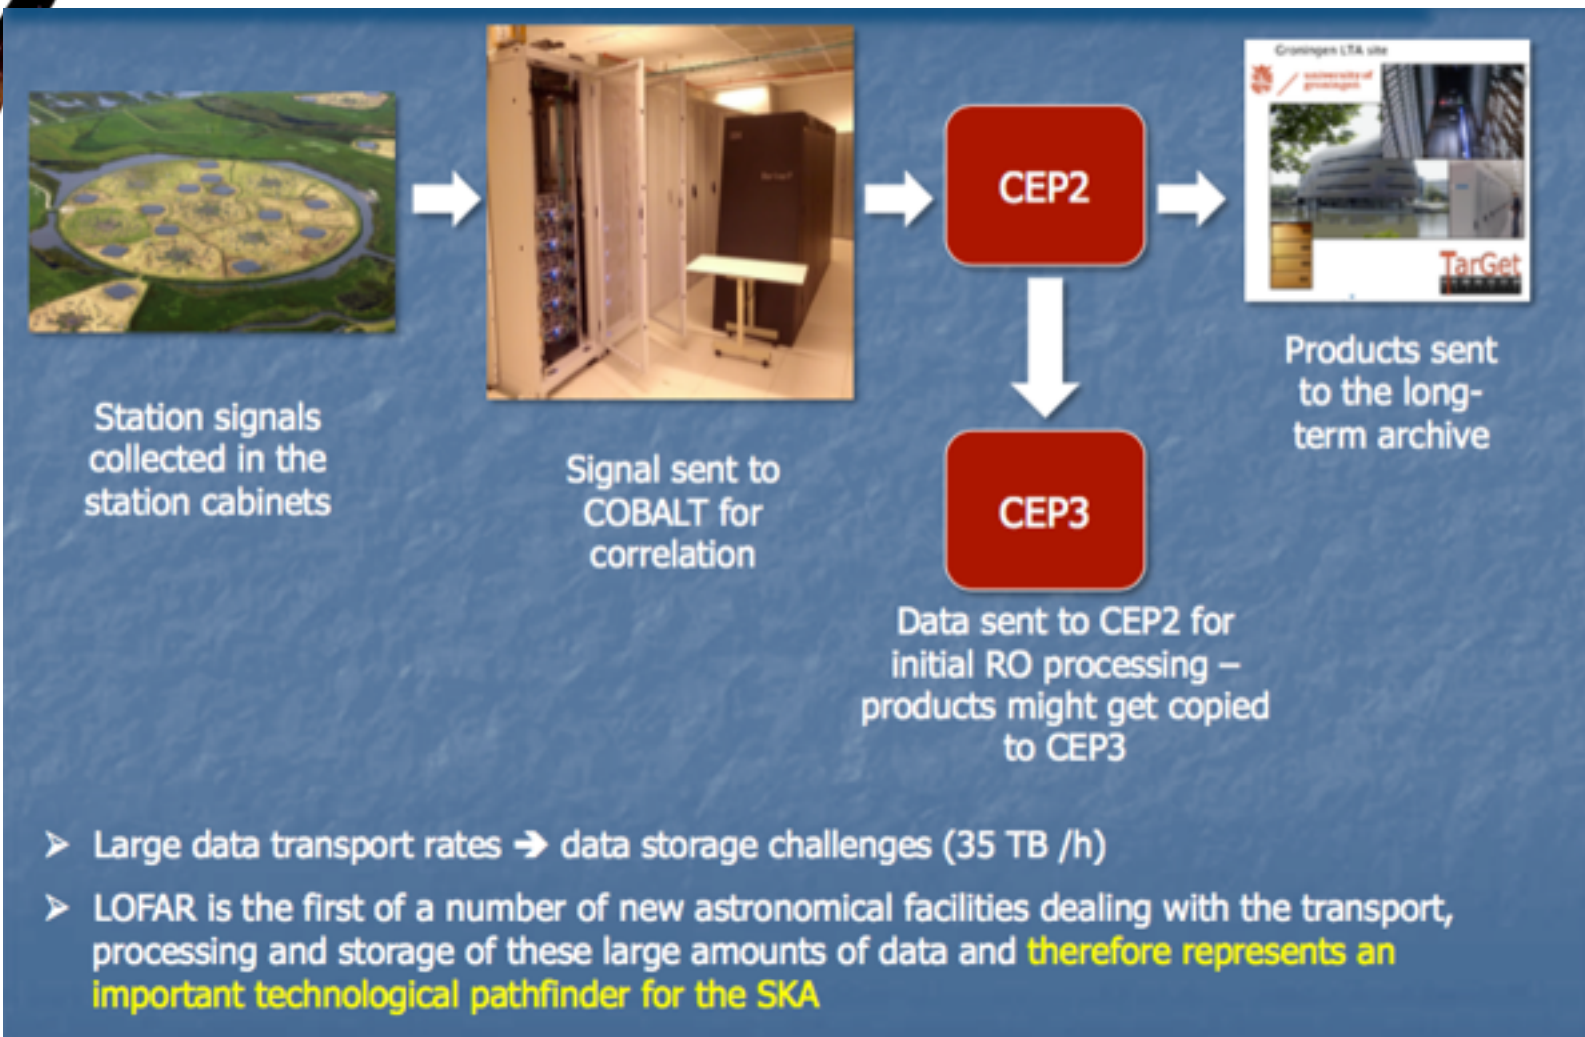 Groningen LTA site
university of
groningen
CEP2
TarGet
Products sent
to the long-
term archive
Station signals
collected in the
station cabinets
Signal sent to
COBALT for
correlation
CEP3
Data sent to CEP2 for
initial RO processing –
products might get copied
to CEP3
➢ Large data transport rates ➔ data storage challenges (35 TB /h)
➢ LOFAR is the first of a number of new astronomical facilities dealing with the transport,
processing and storage of these large amounts of data and therefore represents an
important technological pathfinder for the SKA